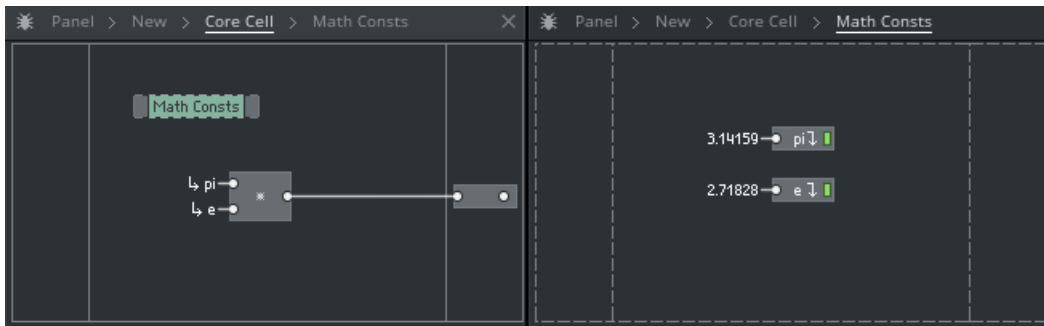 Panel > New > Core Cell > Math Consts
Math Consts
pi
e
Panel > New > Core Cell > Math Consts
3.14159 pi
2.71828 e